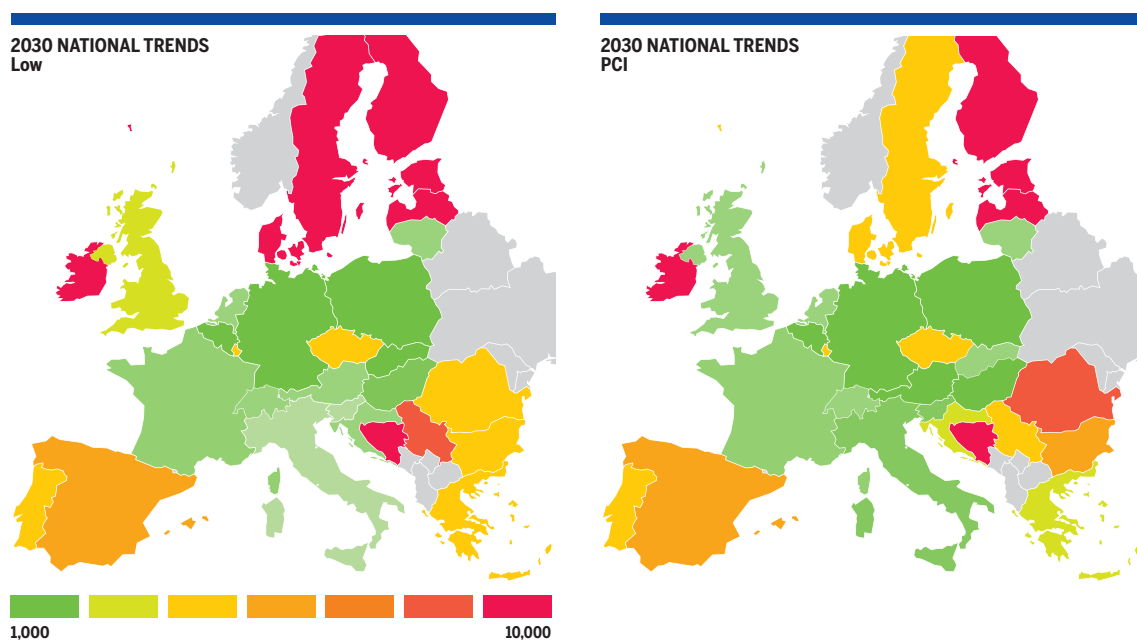 2030 NATIONAL TRENDS
Low
2030 NATIONAL TRENDS
PCI
1,000
10,000